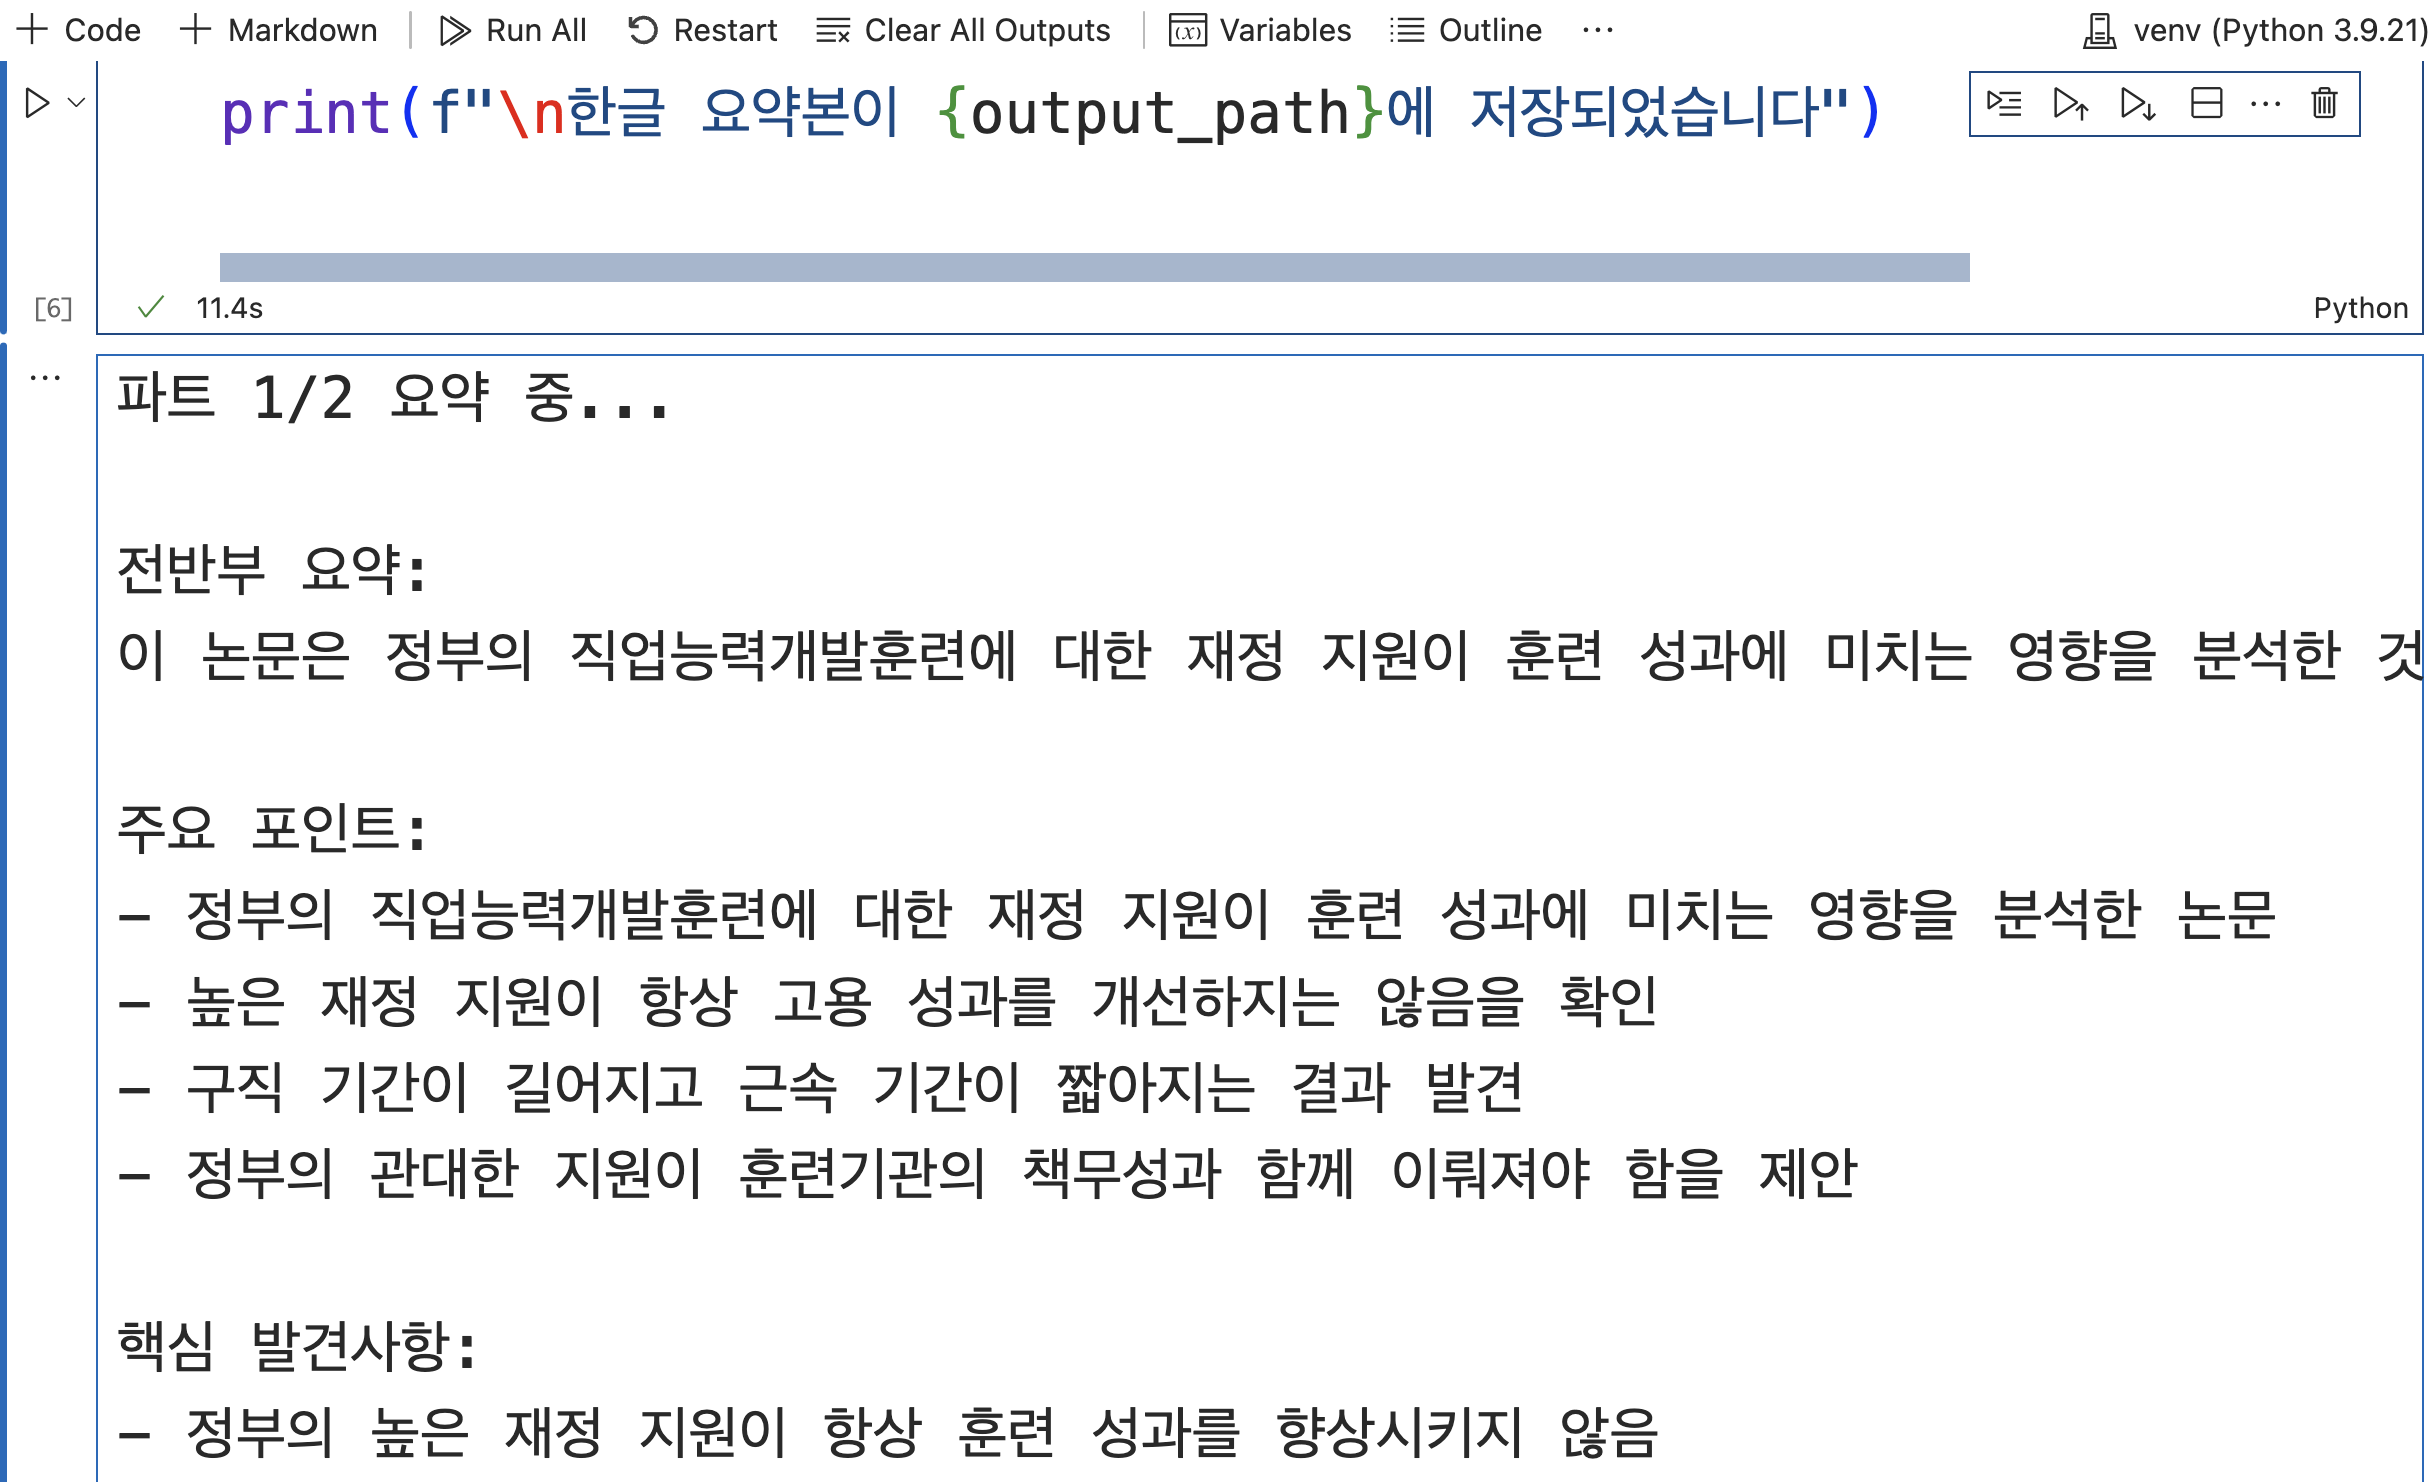 Code Markdown Run All Restart Clear All Outputs Variables Outline ... venv (Python 3.9.21)
print(f"\n한글 요약본이 {output_path}에 저장되었습니다")
[6] 11.4s Python
파트 1/2 요약 중...
전반부 요약:
이 논문은 정부의 직업능력개발훈련에 대한 재정 지원이 훈련 성과에 미치는 영향을 분석한 것
주요 포인트:
- 정부의 직업능력개발훈련에 대한 재정 지원이 훈련 성과에 미치는 영향을 분석한 논문
- 높은 재정 지원이 항상 고용 성과를 개선하지는 않음을 확인
- 구직 기간이 길어지고 근속 기간이 짧아지는 결과 발견
- 정부의 관대한 지원이 훈련기관의 책무성과 함께 이뤄져야 함을 제안
핵심 발견사항:
- 정부의 높은 재정 지원이 항상 훈련 성과를 향상시키지 않음